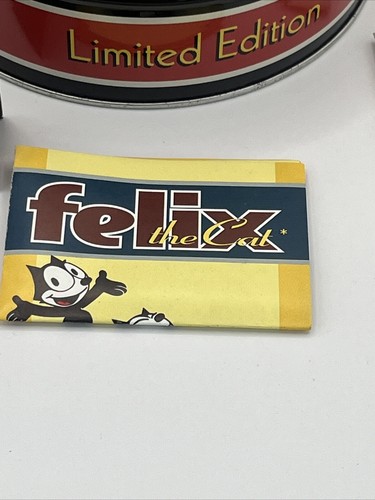 Limited Edition
felix
the Cat*